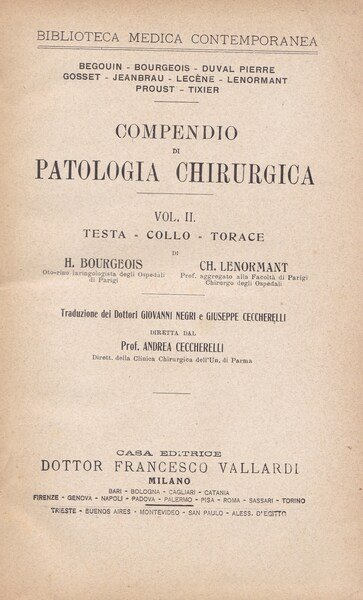 BIBLIOTECA MEDICA CONTEMPORANEA
BEGOUIN - BOURGEOIS - DUVAL PIERRE
GOSSET - JEANBRAU - LECÈNE - LENORMANT
PROUST - TIXIER
COMPENDIO
DI
PATOLOGIA CHIRURGICA
VOL. II.
TESTA - COLLO - TORACE
DI
H. BOURGEOIS
Oto-rino laringologista degli Ospedali
di Parigi
CH. LENORMANT
Prof. aggregato alla Facoltà di Parigi
Chirurgo degli Ospedali
Traduzione dei Dottori GIOVANNI NEGRI e GIUSEPPE CECCHERELLI
DIRETTA DAL
Prof. ANDREA CECCHERELLI
Dirett. della Clinica Chirurgica dell'Un. di Parma
CASA EDITRICE
DOTTOR FRANCESCO VALLARDI
MILANO
BARI - BOLOGNA - CAGLIARI - CATANIA
FIRENZE - GENOVA - NAPOLI - PADOVA - PALERMO - PISA - ROMA - SASSARI - TORINO
TRIESTE - BUENOS AIRES - MONTEVIDEO - SAN PAULO - ALESS. D'EGITTO